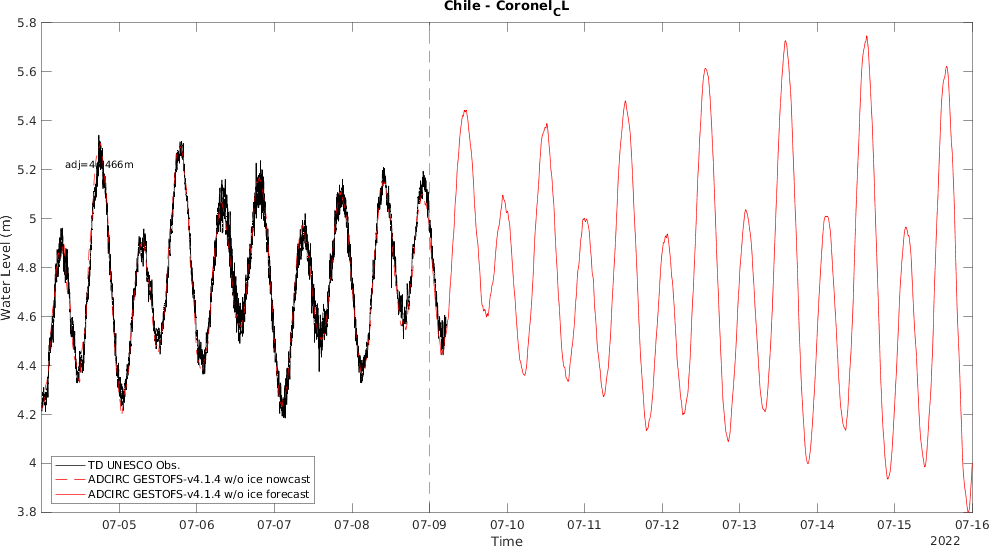 Chile - Coronel_CL
5.8
5.6
5.4
5.2
5
4.8
4.6
4.4
4.2
4
3.8
Water Level (m)
TD UNESCO Obs.
ADCIRC GESTOFS-v4.1.4 w/o ice nowcast
ADCIRC GESTOFS-v4.1.4 w/o ice forecast
07-05 07-06 07-07 07-08 07-09 07-10 07-11 07-12 07-13 07-14 07-15 07-16
Time
2022